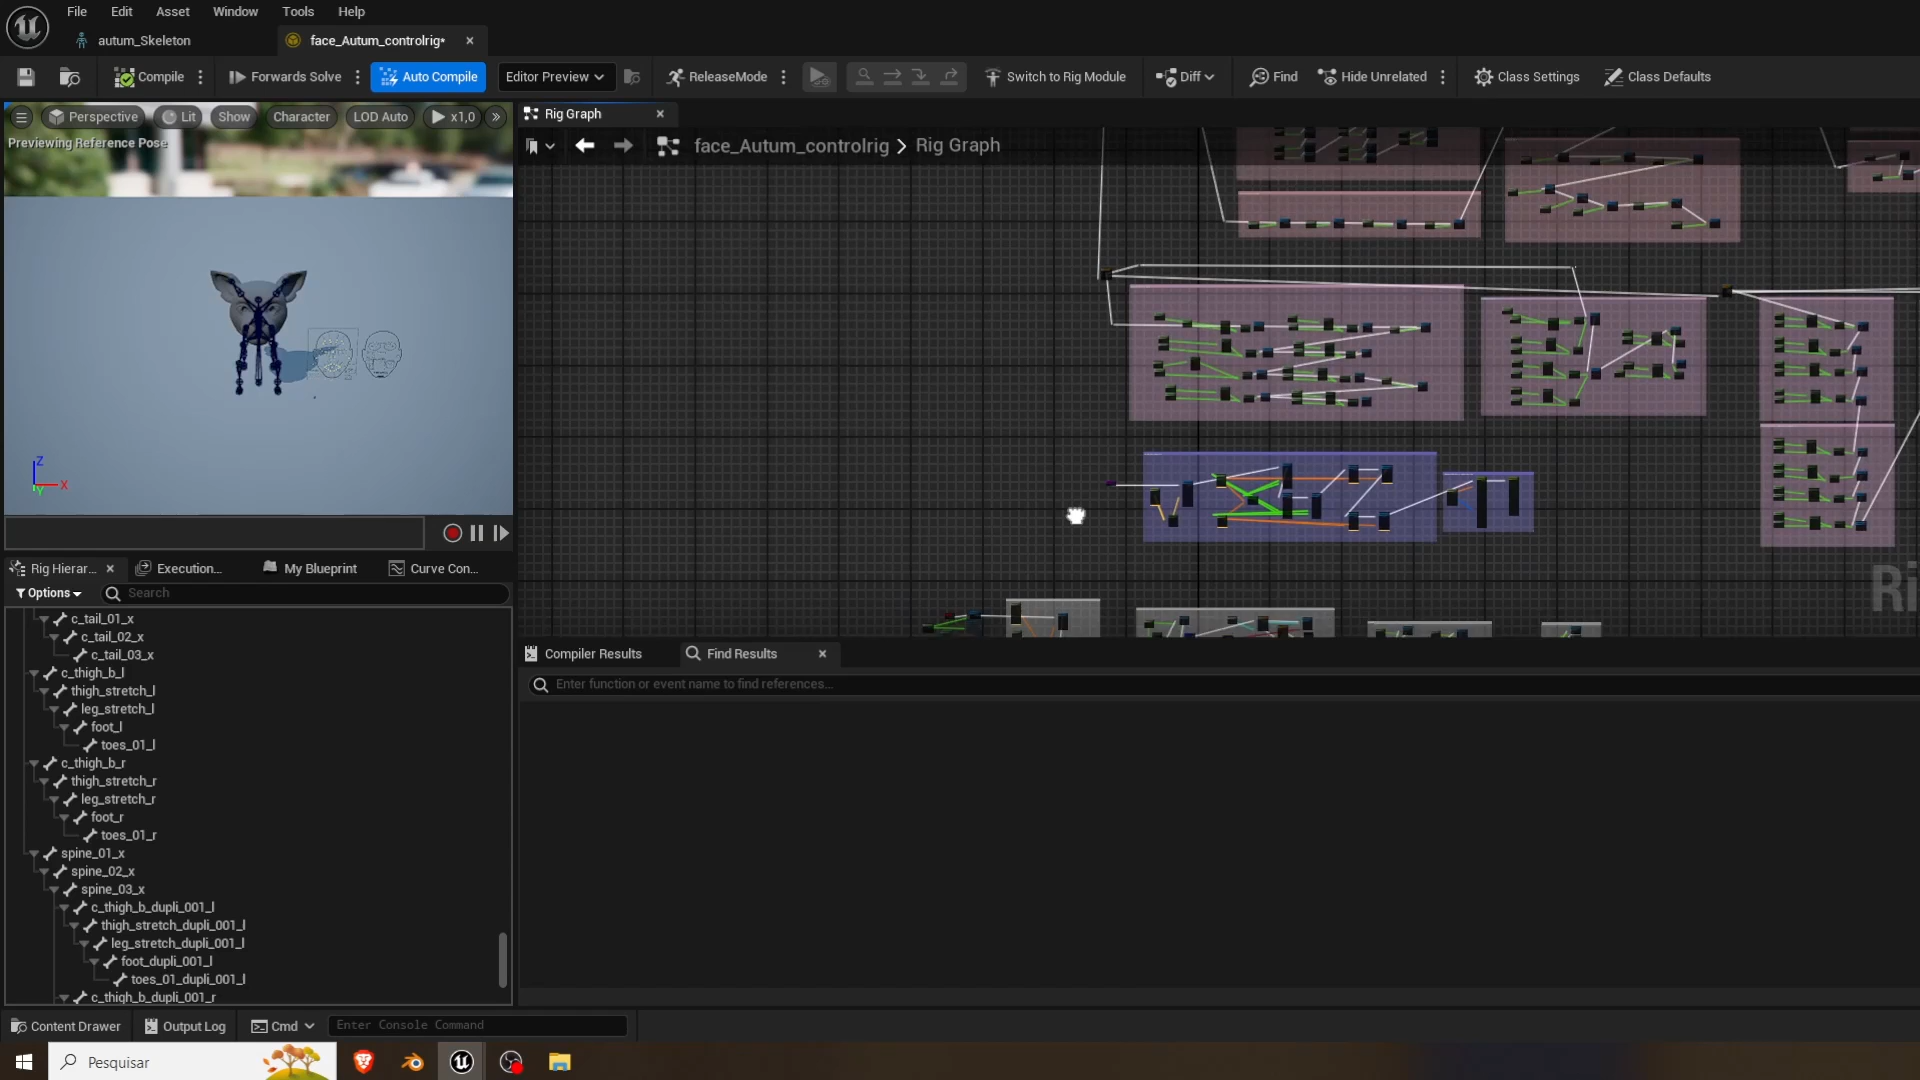 File Edit Asset Window Tools Help
autum_Skeleton
face_Autum_controlrig*
Compile
Forwards Solve
Auto Compile
Editor Preview
ReleaseMode
Switch to Rig Module
Diff
Find
Hide Unrelated
Class Settings
Class Defaults
Perspective
Lit
Show
Character
LOD Auto
x1,0
Previewing Reference Pose
Z
X
Y
Rig Graph
face_Autum_controlrig > Rig Graph
Rig Hierar...
Execution...
My Blueprint
Curve Con...
Options
Search
c_tail_01_x
c_tail_02_x
c_tail_03_x
c_thigh_b_l
thigh_stretch_l
leg_stretch_l
foot_l
toes_01_l
c_thigh_b_r
thigh_stretch_r
leg_stretch_r
foot_r
toes_01_r
spine_01_x
spine_02_x
spine_03_x
c_thigh_b_dupli_001_l
thigh_stretch_dupli_001_l
leg_stretch_dupli_001_l
foot_dupli_001_l
toes_01_dupli_001_l
c_thigh_b_dupli_001_r
Ri
Compiler Results
Find Results
Enter function or event name to find references...
Content Drawer
Output Log
Cmd
Enter Console Command
Pesquisar